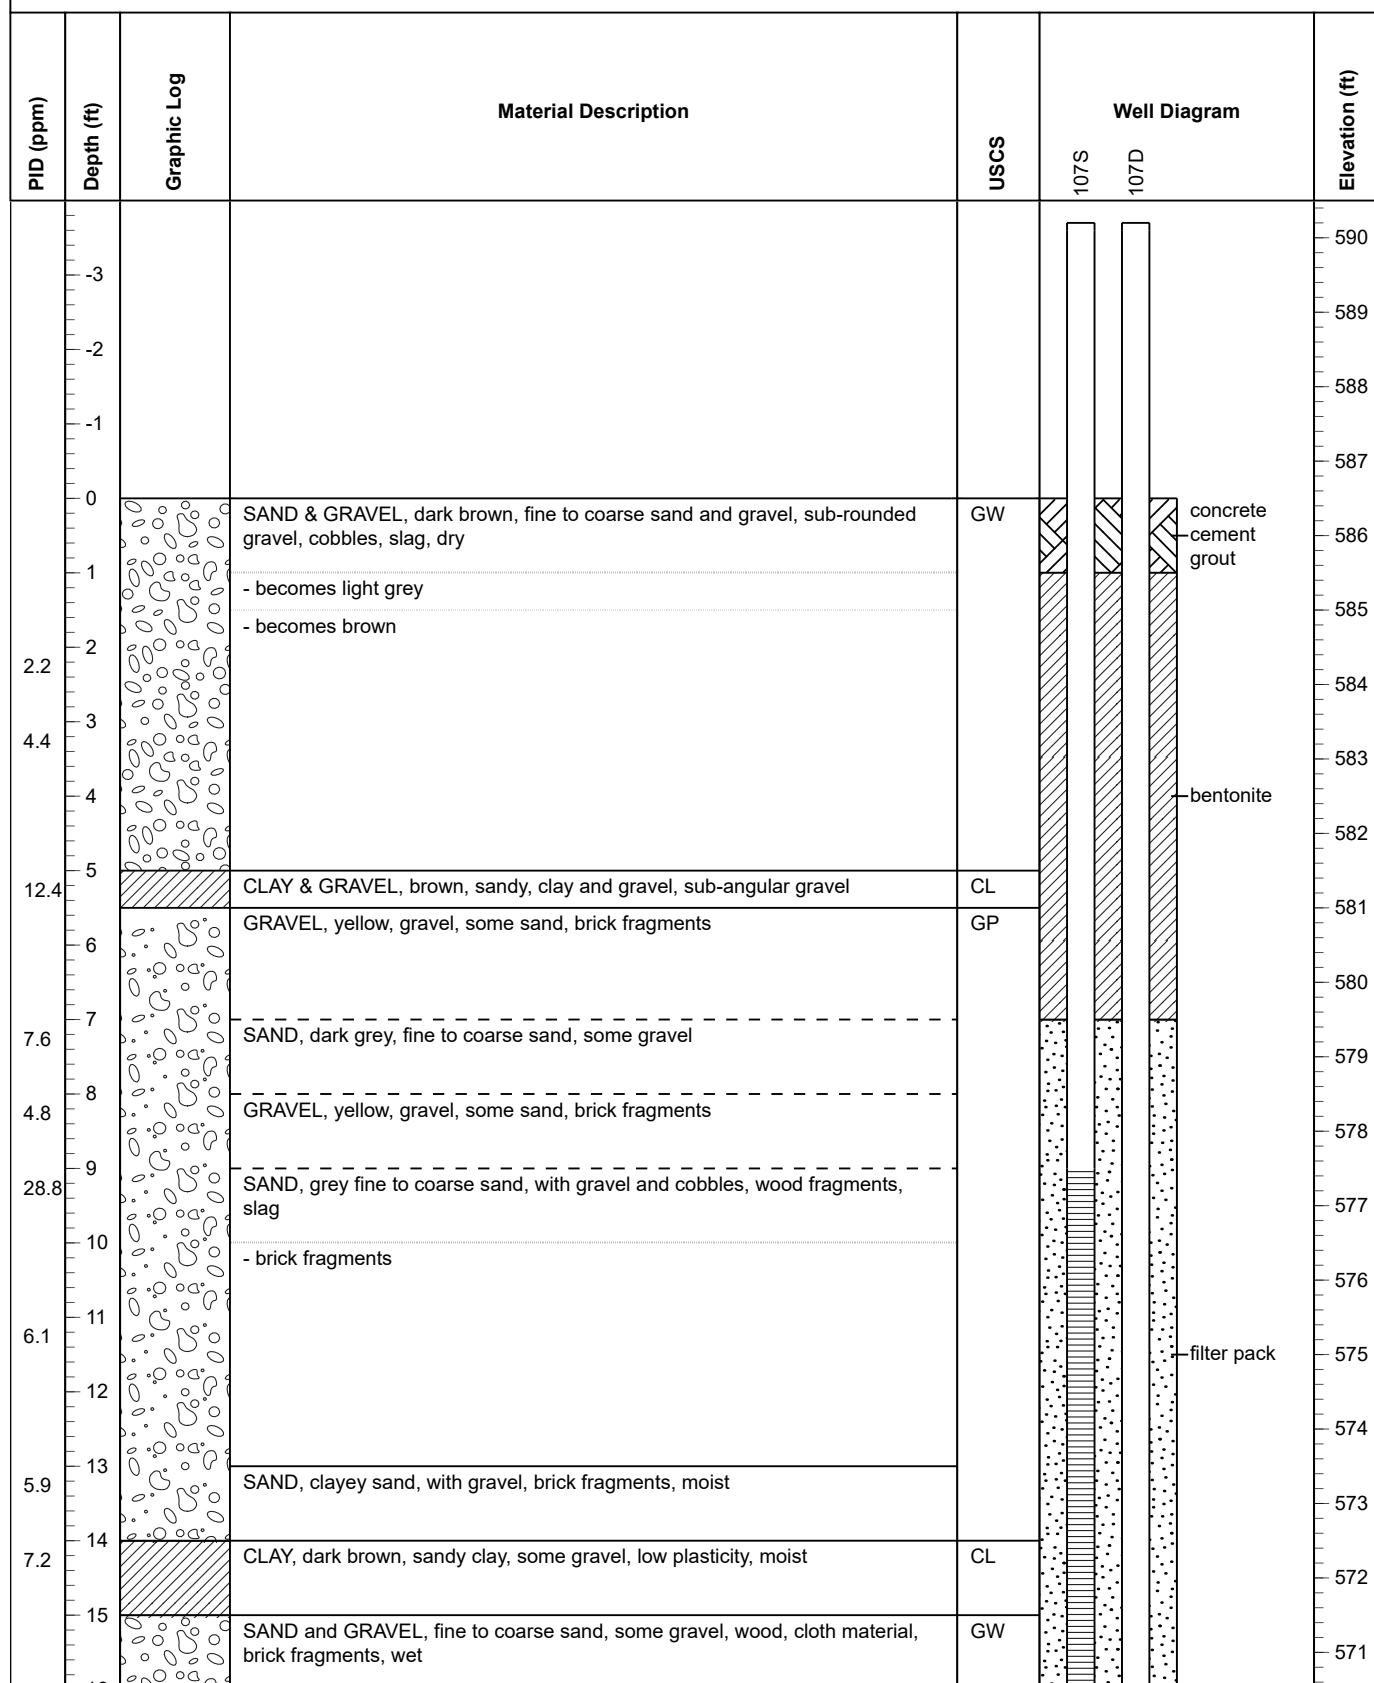 PID (ppm)
Depth (ft)
Graphic Log
Material Description
USCS
Well Diagram
107S
107D
Elevation (ft)
590
-3
589
-2
588
-1
587
0
SAND & GRAVEL, dark brown, fine to coarse sand and gravel, sub-rounded
gravel, cobbles, slag, dry
GW
concrete
cement
grout
586
1
- becomes light grey
585
- becomes brown
2
2.2
584
3
4.4
583
4
bentonite
582
5
12.4
CLAY & GRAVEL, brown, sandy, clay and gravel, sub-angular gravel
CL
581
GRAVEL, yellow, gravel, some sand, brick fragments
GP
6
580
7
7.6
SAND, dark grey, fine to coarse sand, some gravel
579
8
4.8
GRAVEL, yellow, gravel, some sand, brick fragments
578
9
28.8
SAND, grey fine to coarse sand, with gravel and cobbles, wood fragments,
slag
577
10
- brick fragments
576
11
6.1
filter pack
575
12
574
13
5.9
SAND, clayey sand, with gravel, brick fragments, moist
573
14
7.2
CLAY, dark brown, sandy clay, some gravel, low plasticity, moist
CL
572
15
SAND and GRAVEL, fine to coarse sand, some gravel, wood, cloth material,
brick fragments, wet
GW
571